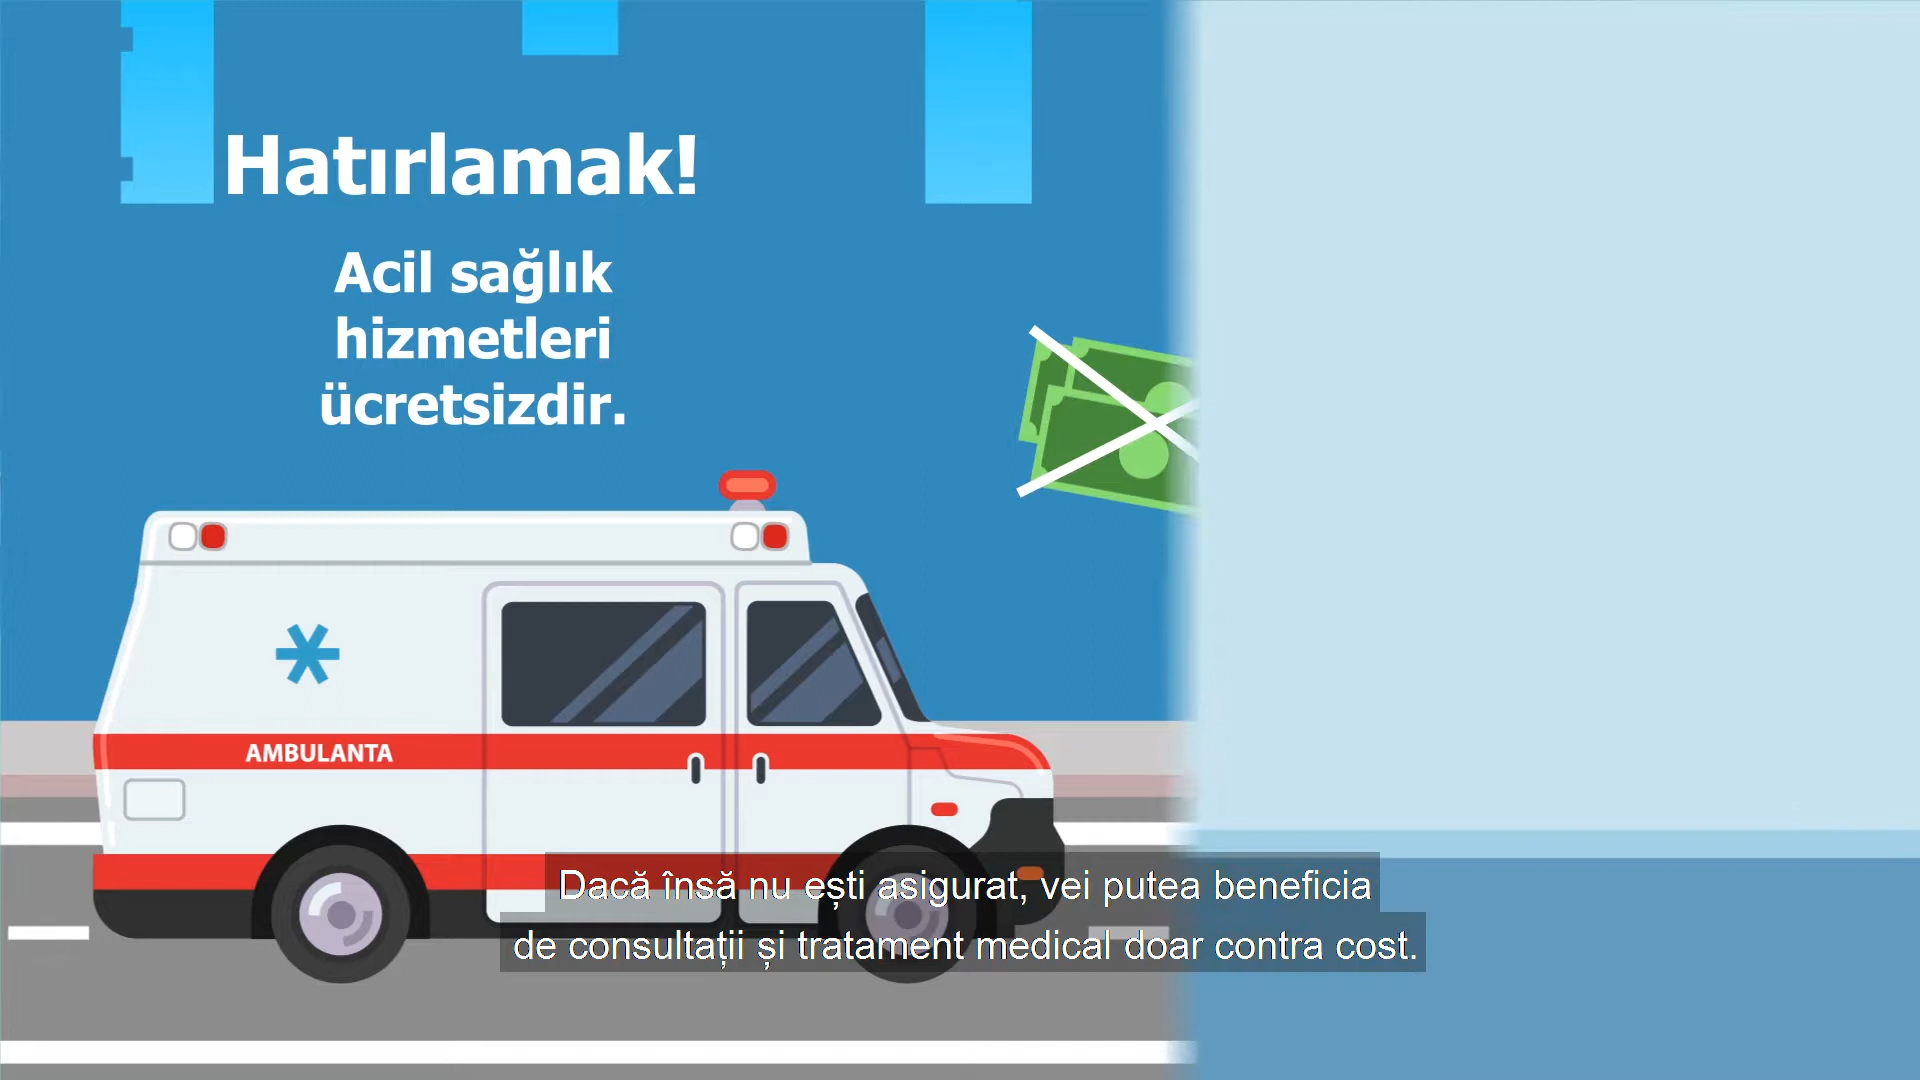 Hatırlamak!
Acil sağlık
hizmetleri
ücretsizdir.
AMBULANTA
Dacă însă nu ești asigurat, vei putea beneficia
de consultații și tratament medical doar contra cost.